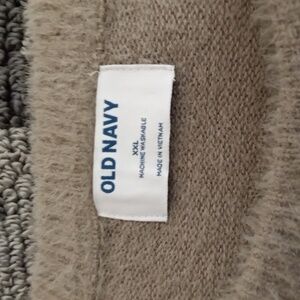 OLD NAVY
XXL
MACHINE WASHABLE
MADE IN VIETNAM